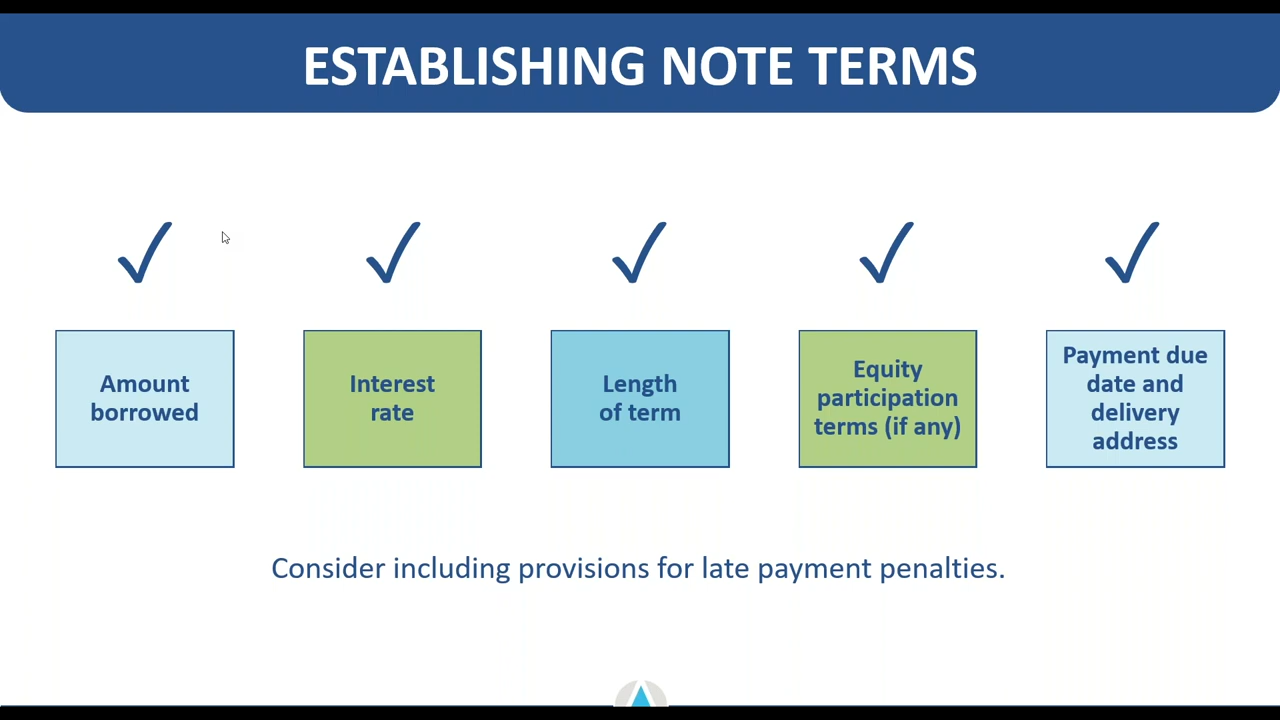 ESTABLISHING NOTE TERMS
Amount
borrowed
Interest
rate
Length
of term
Equity
participation
terms (if any)
Payment due
date and
delivery
address
Consider including provisions for late payment penalties.